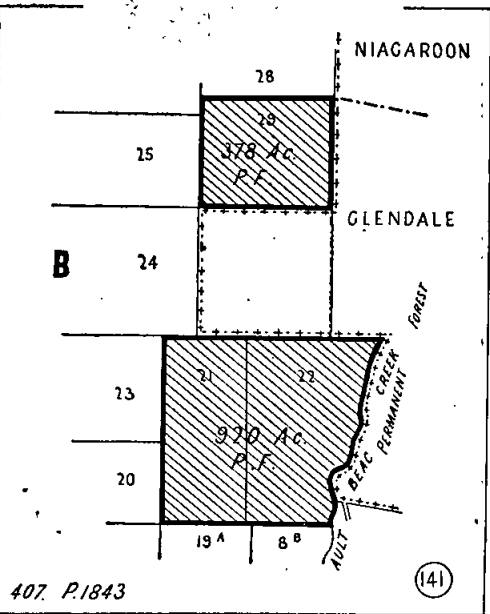 NIAGAROON
28
29
378 Ac.
P.F.
25
GLENDALE
B
24
FOREST
CREEK
BEAC PERMANENT
21
22
23
920 Ac.
P.F.
20
19 A
8 B
AULT
407. P.1843
141